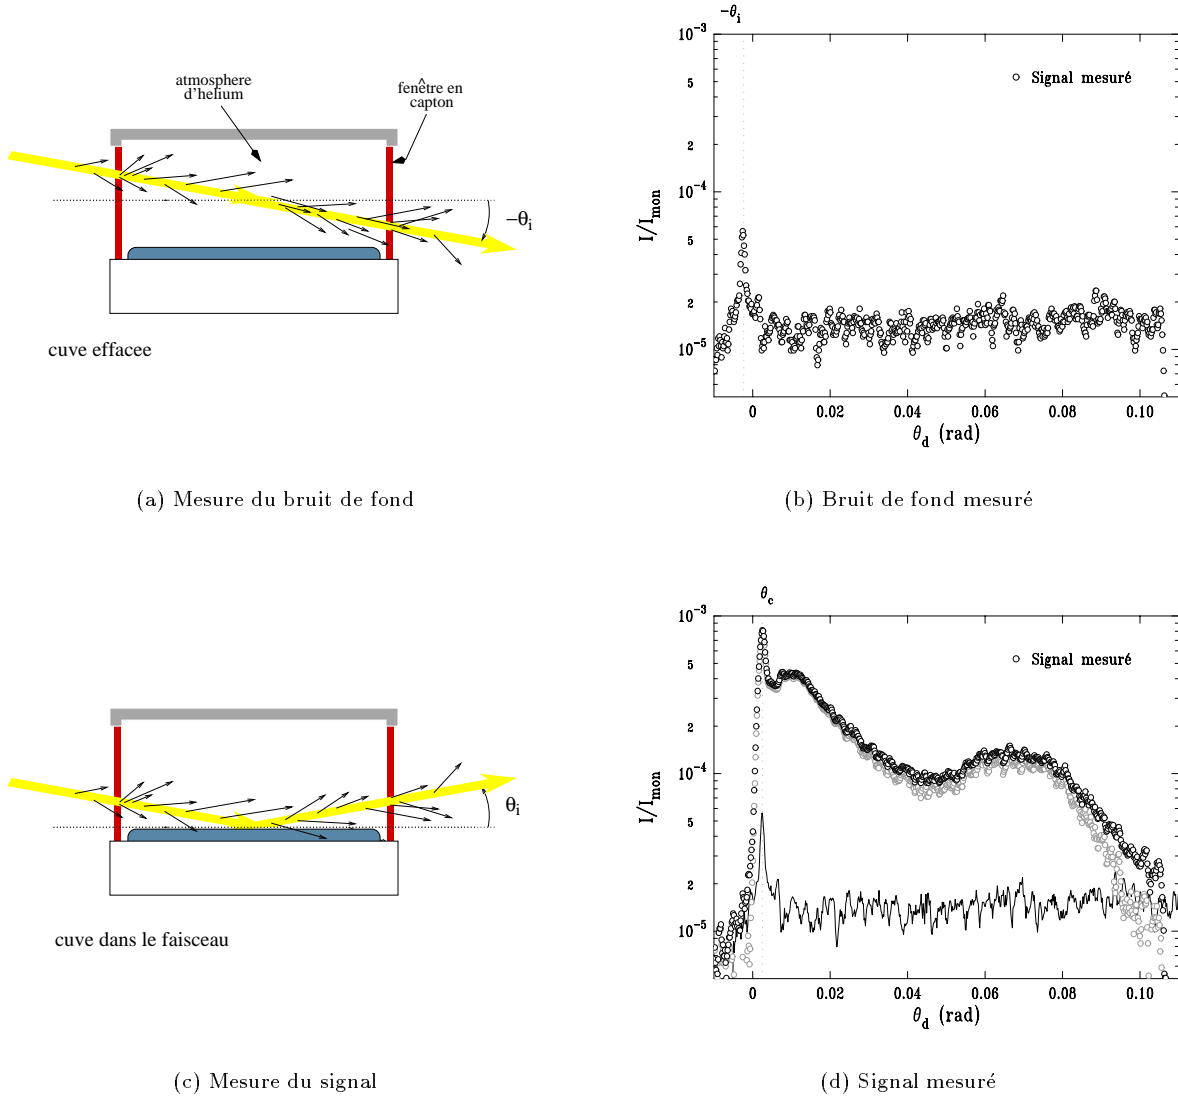 atmosphere
d'helium
fenêtre en
capton
−θi
cuve effacee
(a) Mesure du bruit de fond
−θi
10−3
5
2
10−4
5
2
10−5
I/Imon
Signal mesuré
0
0.02
0.04
0.06
0.08
0.10
θd (rad)
(b) Bruit de fond mesuré
θi
cuve dans le faisceau
(c) Mesure du signal
θc
10−3
5
2
10−4
5
2
10−5
I/Imon
Signal mesuré
0
0.02
0.04
0.06
0.08
0.10
θd (rad)
(d) Signal mesuré